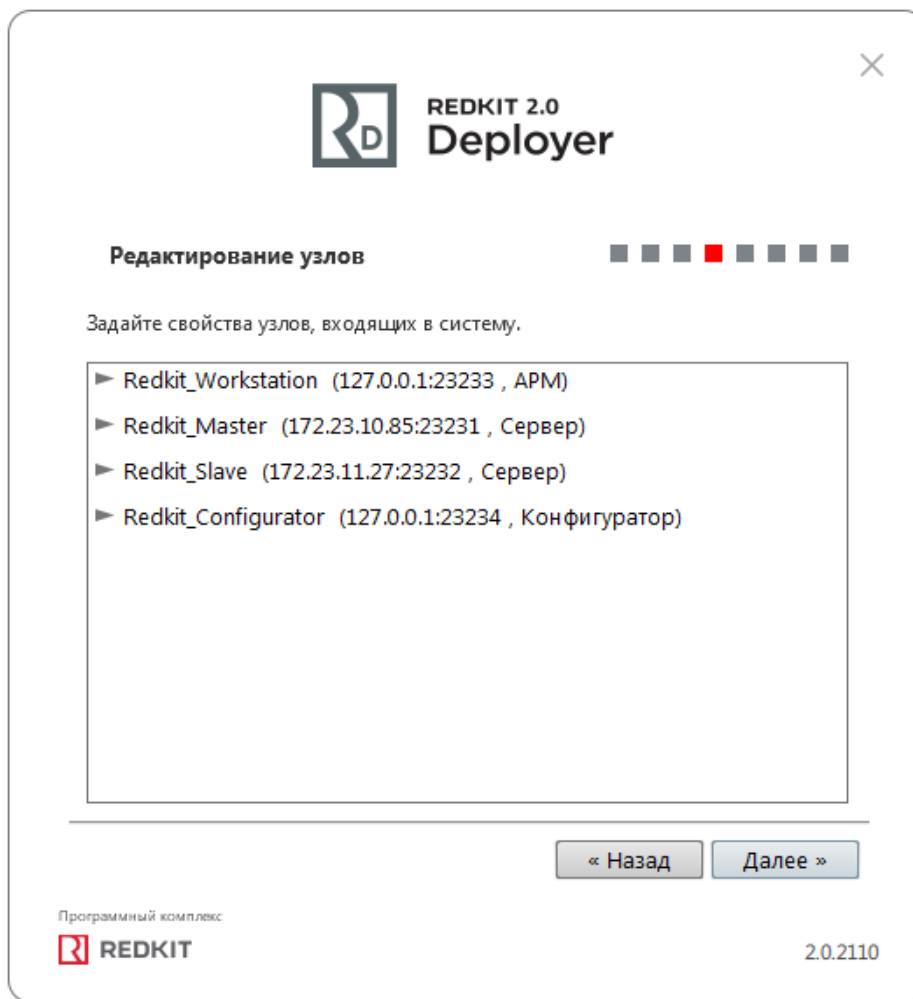 REDKIT 2.0
Deployer
Редактирование узлов
Задайте свойства узлов, входящих в систему.
Redkit_Workstation (127.0.0.1:23233 , АРМ)
Redkit_Master (172.23.10.85:23231 , Сервер)
Redkit_Slave (172.23.11.27:23232 , Сервер)
Redkit_Configurator (127.0.0.1:23234 , Конфигуратор)
« Назад
Далее »
Программный комплекс
REDKIT
2.0.2110